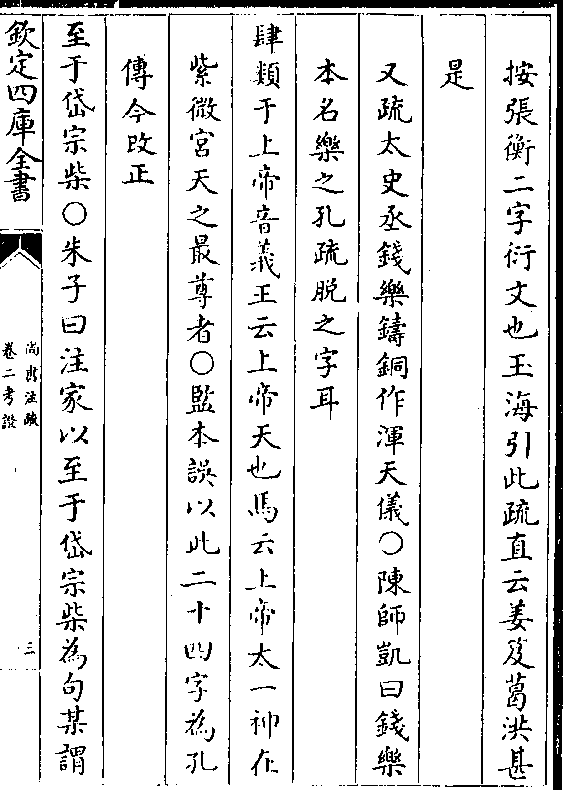 按張衡二字衍文也玉海引此疏直云姜岌葛洪甚
是
又疏太史丞錢樂鑄銅作渾天儀〇陳師凱曰錢樂
本名樂之孔疏脱之字耳
肆類于上帝音義王云上帝天也馬云上帝太一神在
紫微宮天之最尊者〇監本誤以此二十四字為孔
傳今改正
至于岱宗柴〇朱子曰注家以至于岱宗柴為句某謂
欽定四庫全書
尚書注疏
卷二考證
三